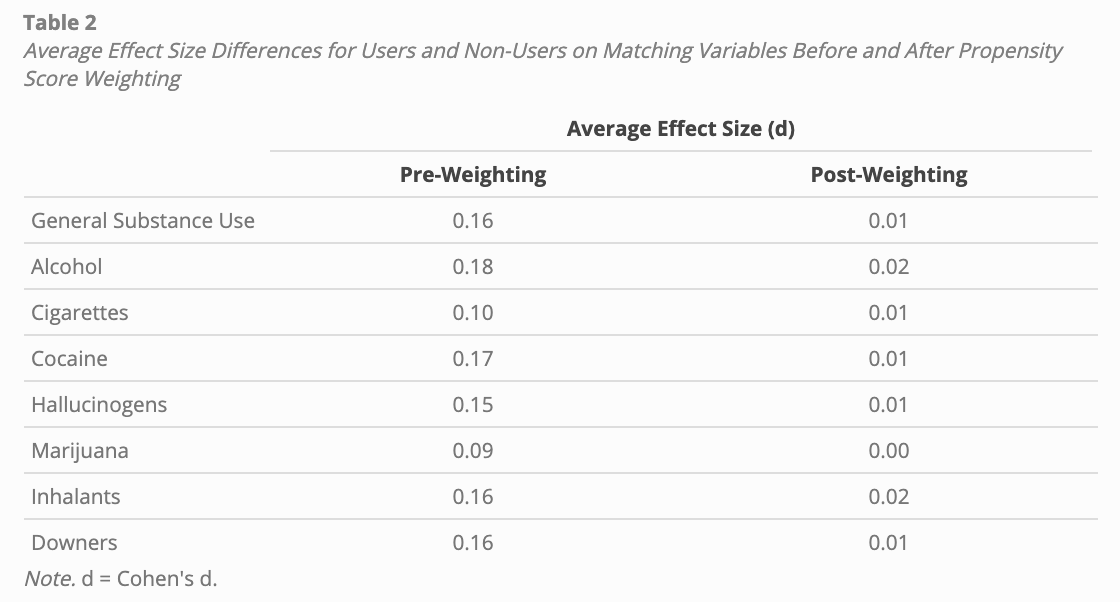 Table 2
Average Effect Size Differences for Users and Non-Users on Matching Variables Before and After Propensity
Score Weighting
Average Effect Size (d)
Pre-Weighting Post-Weighting
General Substance Use 0.16 0.01
Alcohol 0.18 0.02
Cigarettes 0.10 0.01
Cocaine 0.17 0.01
Hallucinogens 0.15 0.01
Marijuana 0.09 0.00
Inhalants 0.16 0.02
Downers 0.16 0.01
Note. d = Cohen's d.